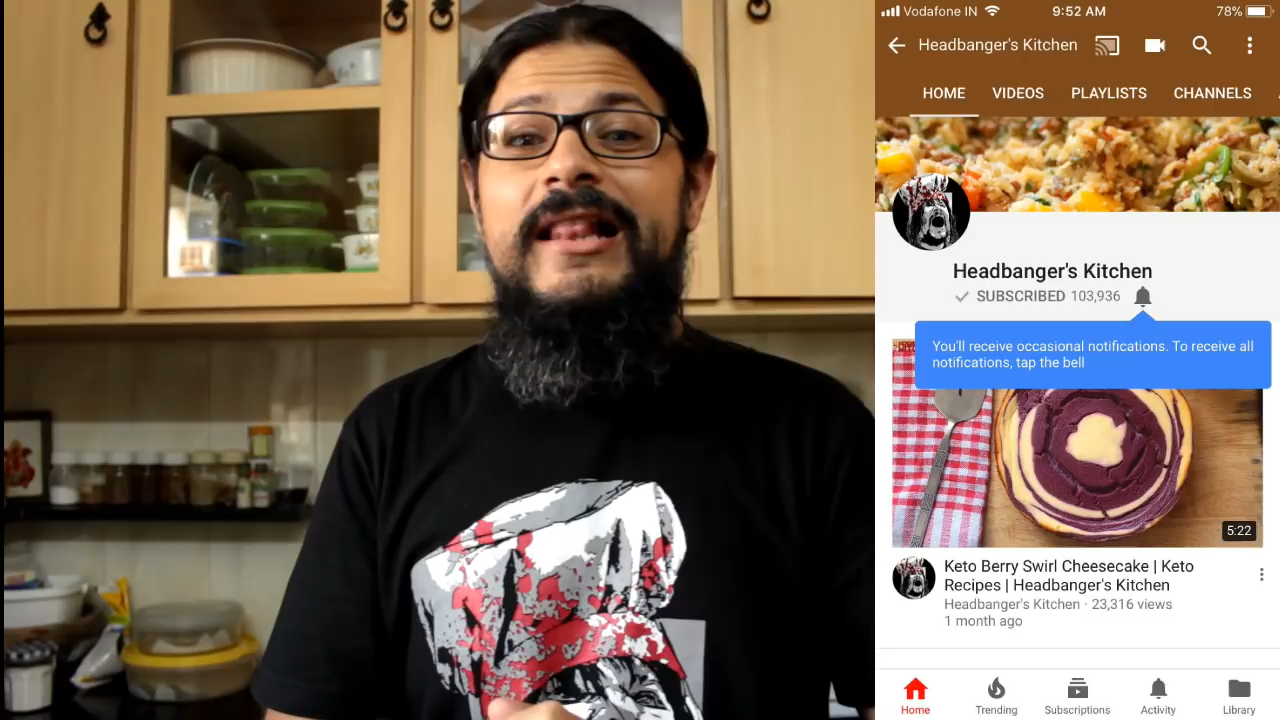 Vodafone IN
9:52 AM
78%
Headbanger's Kitchen
HOME VIDEOS PLAYLISTS CHANNELS
Headbanger's Kitchen
SUBSCRIBED 103,936
You'll receive occasional notifications. To receive all
notifications, tap the bell
5:22
Keto Berry Swirl Cheesecake | Keto
Recipes | Headbanger's Kitchen
Headbanger's Kitchen · 23,316 views
1 month ago
Home Trending Subscriptions Activity Library